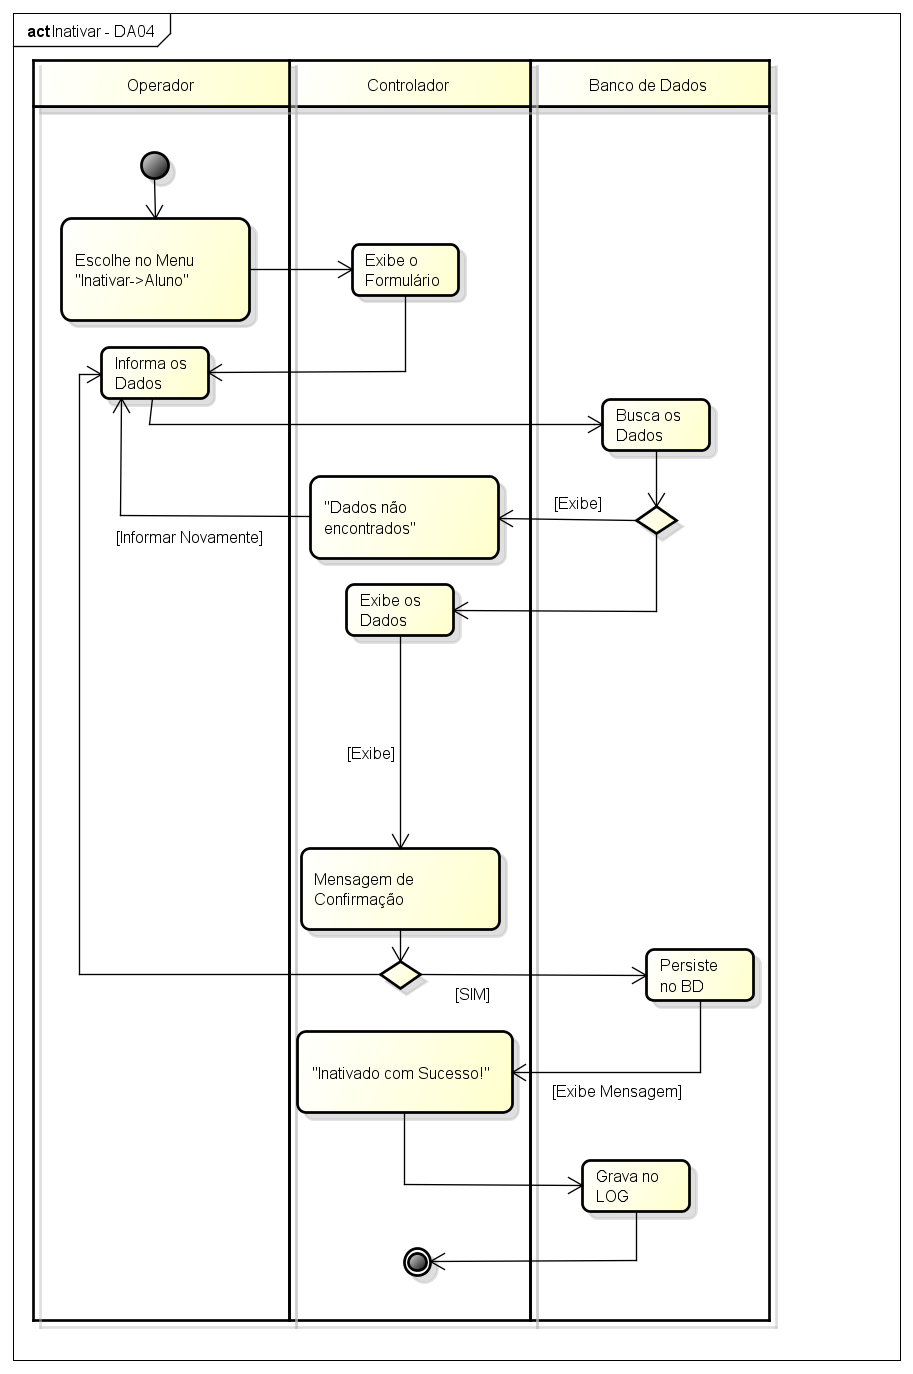 act Inativar - DA04
Operador
Controlador
Banco de Dados
Escolhe no Menu
"Inativar->Aluno"
Exibe o
Formulário
Informa os
Dados
Busca os
Dados
[Exibe]
"Dados não
encontrados"
[Informar Novamente]
Exibe os
Dados
[Exibe]
Mensagem de
Confirmação
Persiste
no BD
[SIM]
"Inativado com Sucesso!"
[Exibe Mensagem]
Grava no
LOG